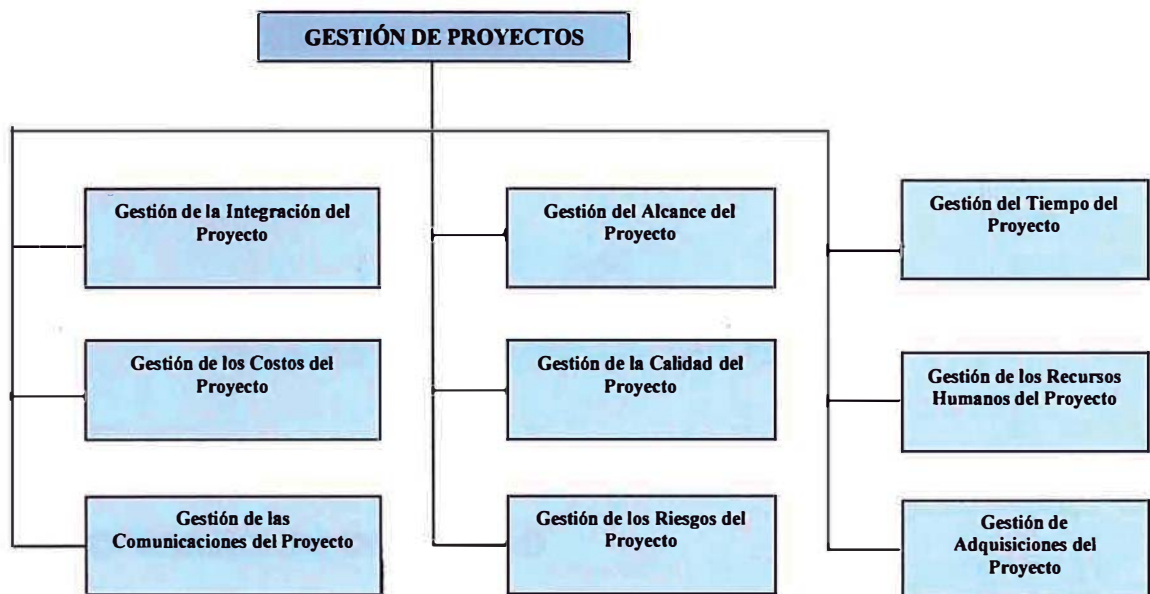 GESTIÓN DE PROYECTOS
Gestión de la Integración del
Proyecto
Gestión del Alcance del
Proyecto
Gestión del Tiempo del
Proyecto
Gestión de los Costos del
Proyecto
Gestión de la Calidad del
Proyecto
Gestión de los Recursos
Humanos del Proyecto
Gestión de las
Comunicaciones del Proyecto
Gestión de los Riesgos del
Proyecto
Gestión de
Adquisiciones del
Proyecto